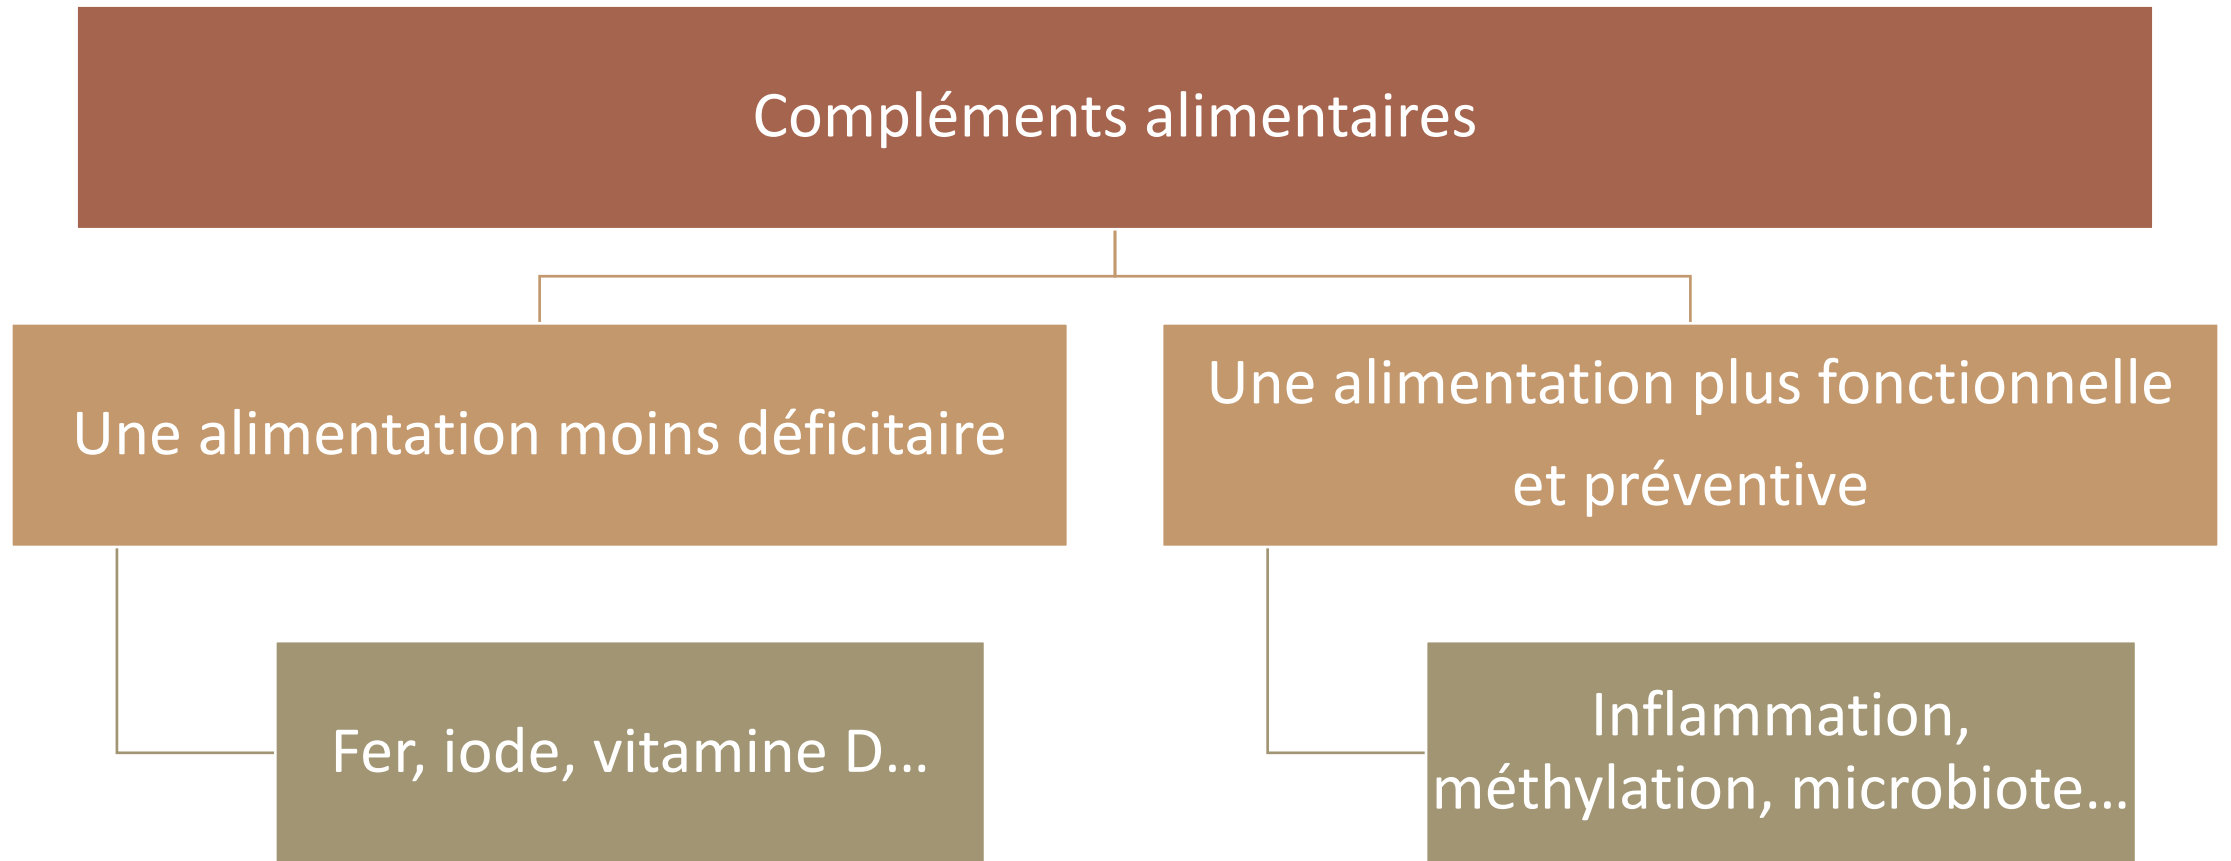 Compléments alimentaires
Une alimentation moins déficitaire
Une alimentation plus fonctionnelle
et préventive
Fer, iode, vitamine D...
Inflammation,
méthylation, microbiote...